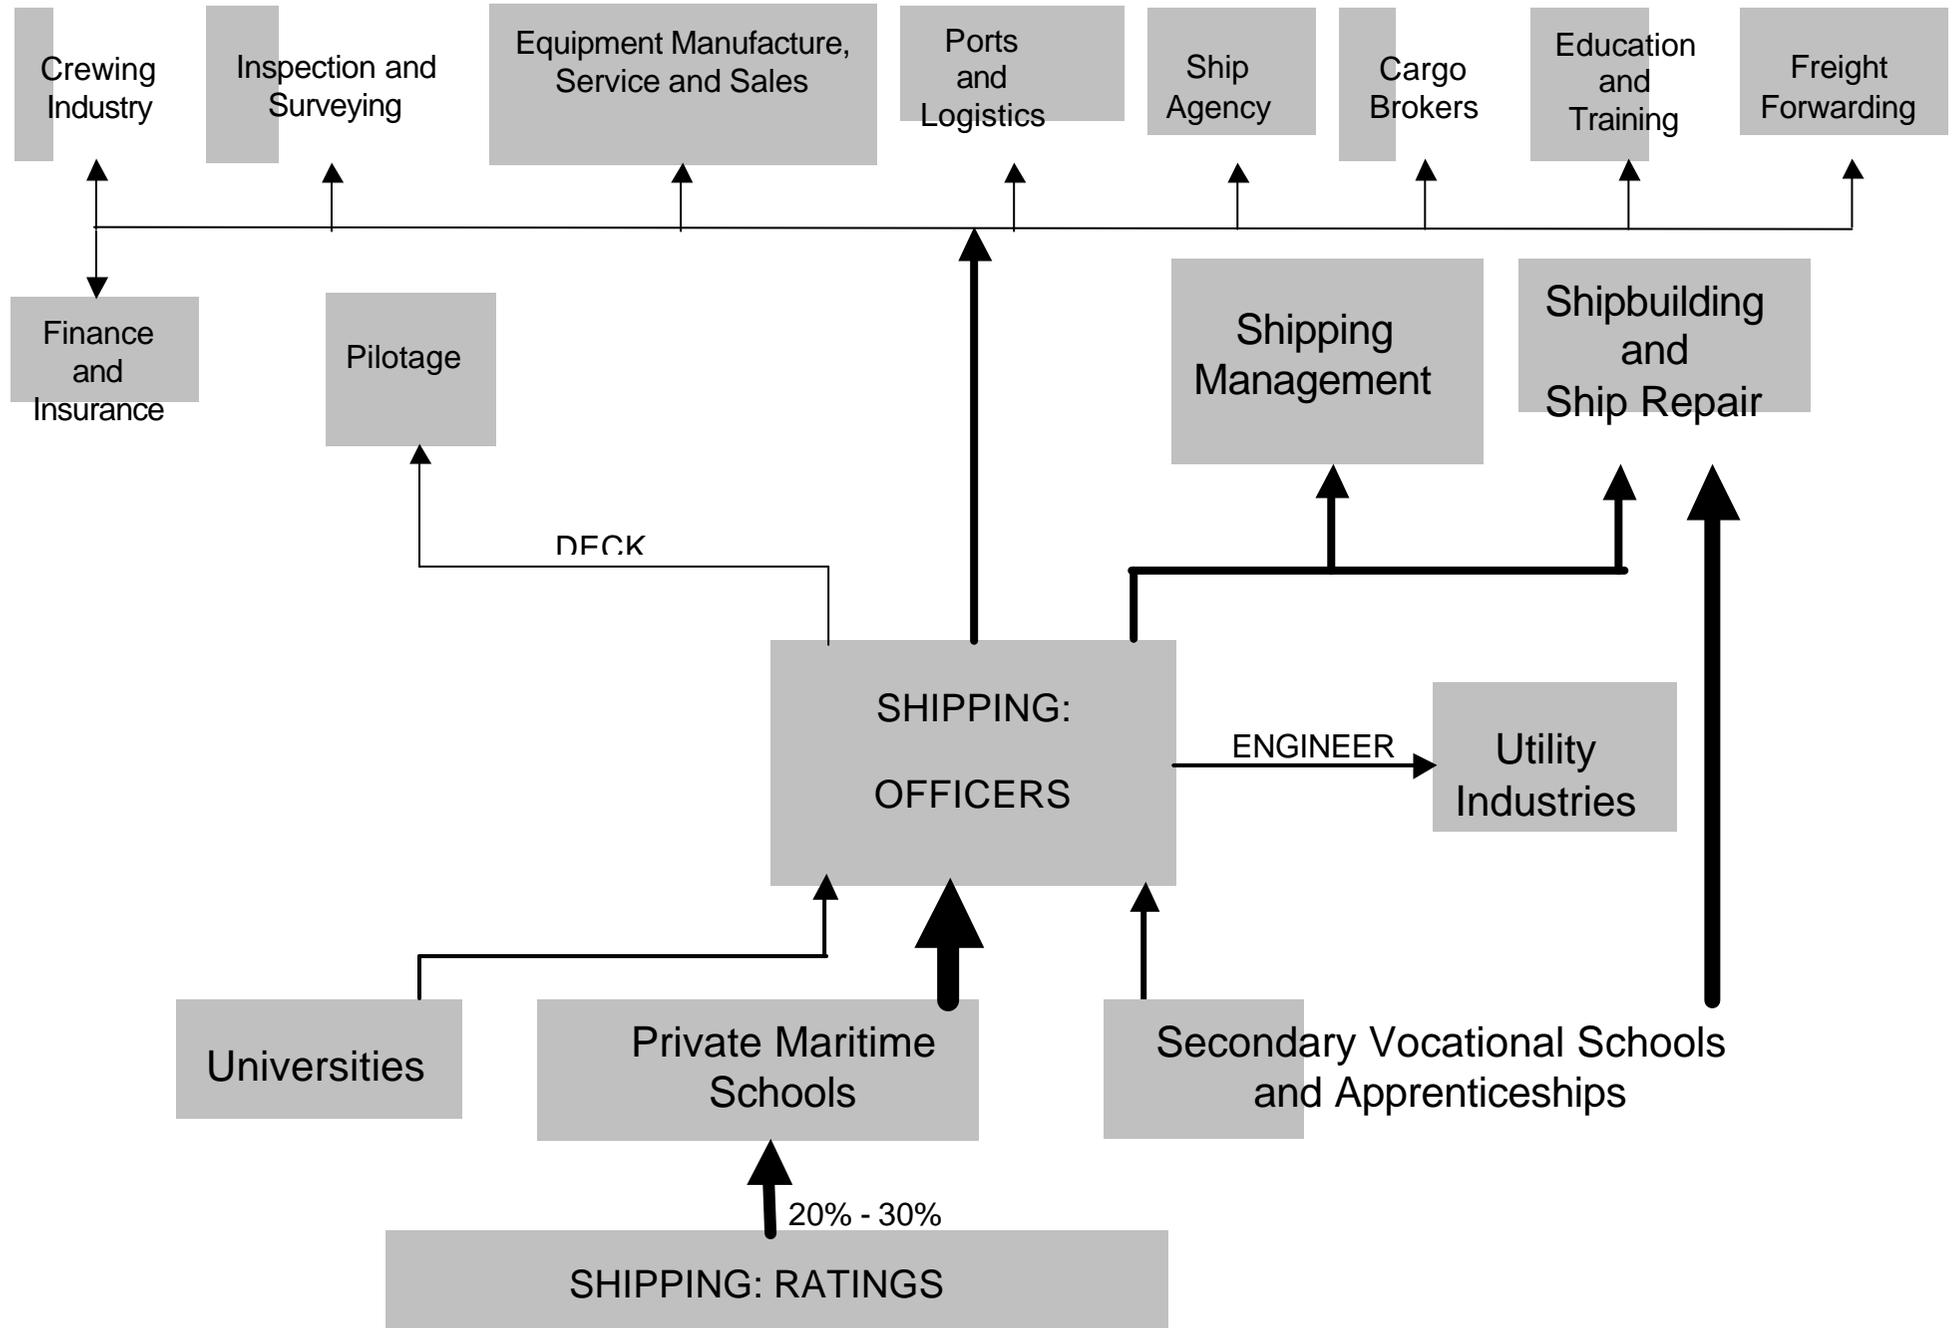 Crewing
Industry
Inspection and
Surveying
Equipment Manufacture,
Service and Sales
Ports
and
Logistics
Ship
Agency
Cargo
Brokers
Education
and
Training
Freight
Forwarding
Finance
and
Insurance
Pilotage
Shipping
Management
Shipbuilding
and
Ship Repair
DECK
SHIPPING:
OFFICERS
ENGINEER
Utility
Industries
Universities
Private Maritime
Schools
Secondary Vocational Schools
and Apprenticeships
20% - 30%
SHIPPING: RATINGS